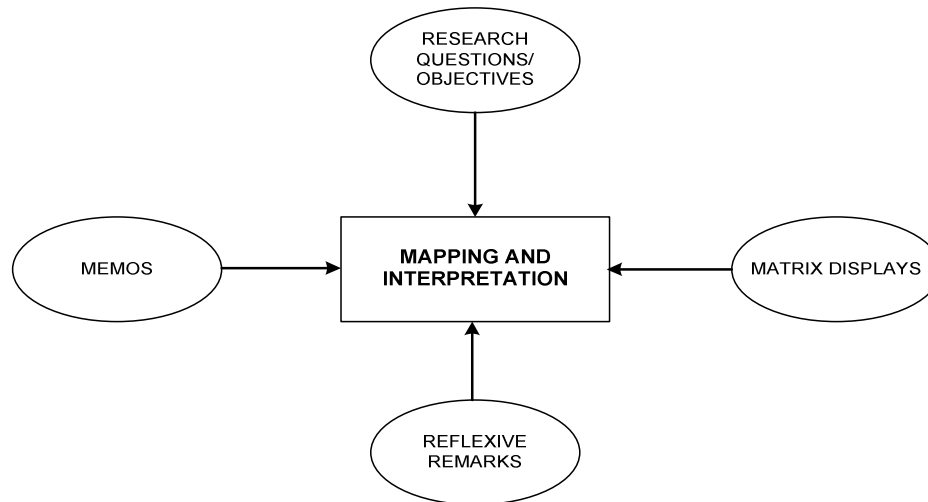 RESEARCH
QUESTIONS/
OBJECTIVES
MEMOS
MAPPING AND
INTERPRETATION
MATRIX DISPLAYS
REFLEXIVE
REMARKS